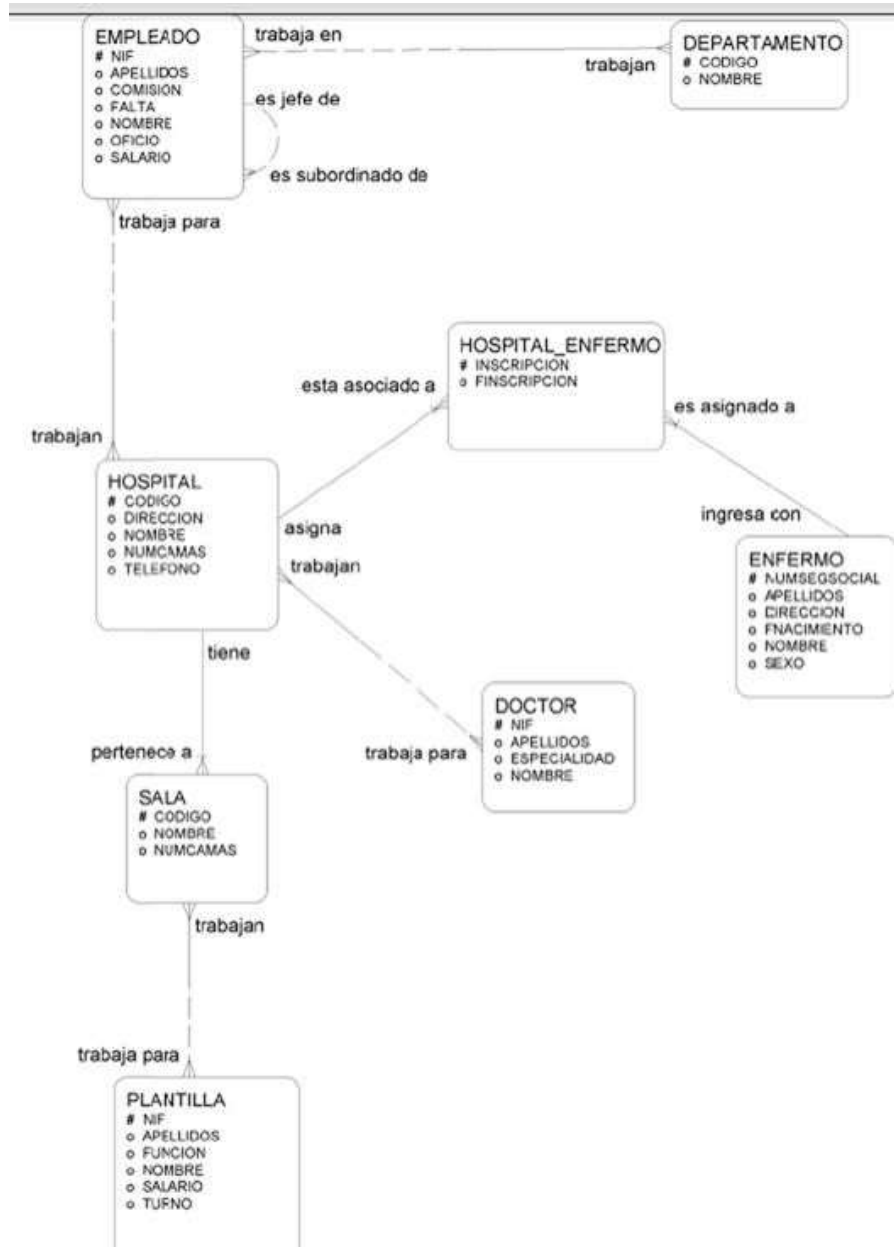 EMPLEADO
# NIF
o APELLIDOS
o COMISION
o FALTA
o NOMBRE
o OFICIO
o SALARIO
trabaja en
trabajan
DEPARTAMENTO
# CODIGO
o NOMBRE
es jefe de
es subordinado de
trabaja para
trabajan
HOSPITAL_ENFERMO
# INSCRIPCION
o FINSCRIPCION
esta asociado a
es asignado a
HOSPITAL
# CODIGO
o DIRECCION
o NOMBRE
o NUMCAMAS
o TELEFONO
asigna
trabajan
ingresa con
ENFERMO
# NUMSEGSOCIAL
o APELLIDOS
o DIRECCION
o FNACIMIENTO
o NOMBRE
o SEXO
tiene
pertenece a
DOCTOR
# NIF
o APELLIDOS
o ESPECIALIDAD
o NOMBRE
trabaja para
SALA
# CODIGO
o NOMBRE
o NUMCAMAS
trabajan
trabaja para
PLANTILLA
# NIF
o APELLIDOS
o FUNCION
o NOMBRE
o SALARIO
o TURNO